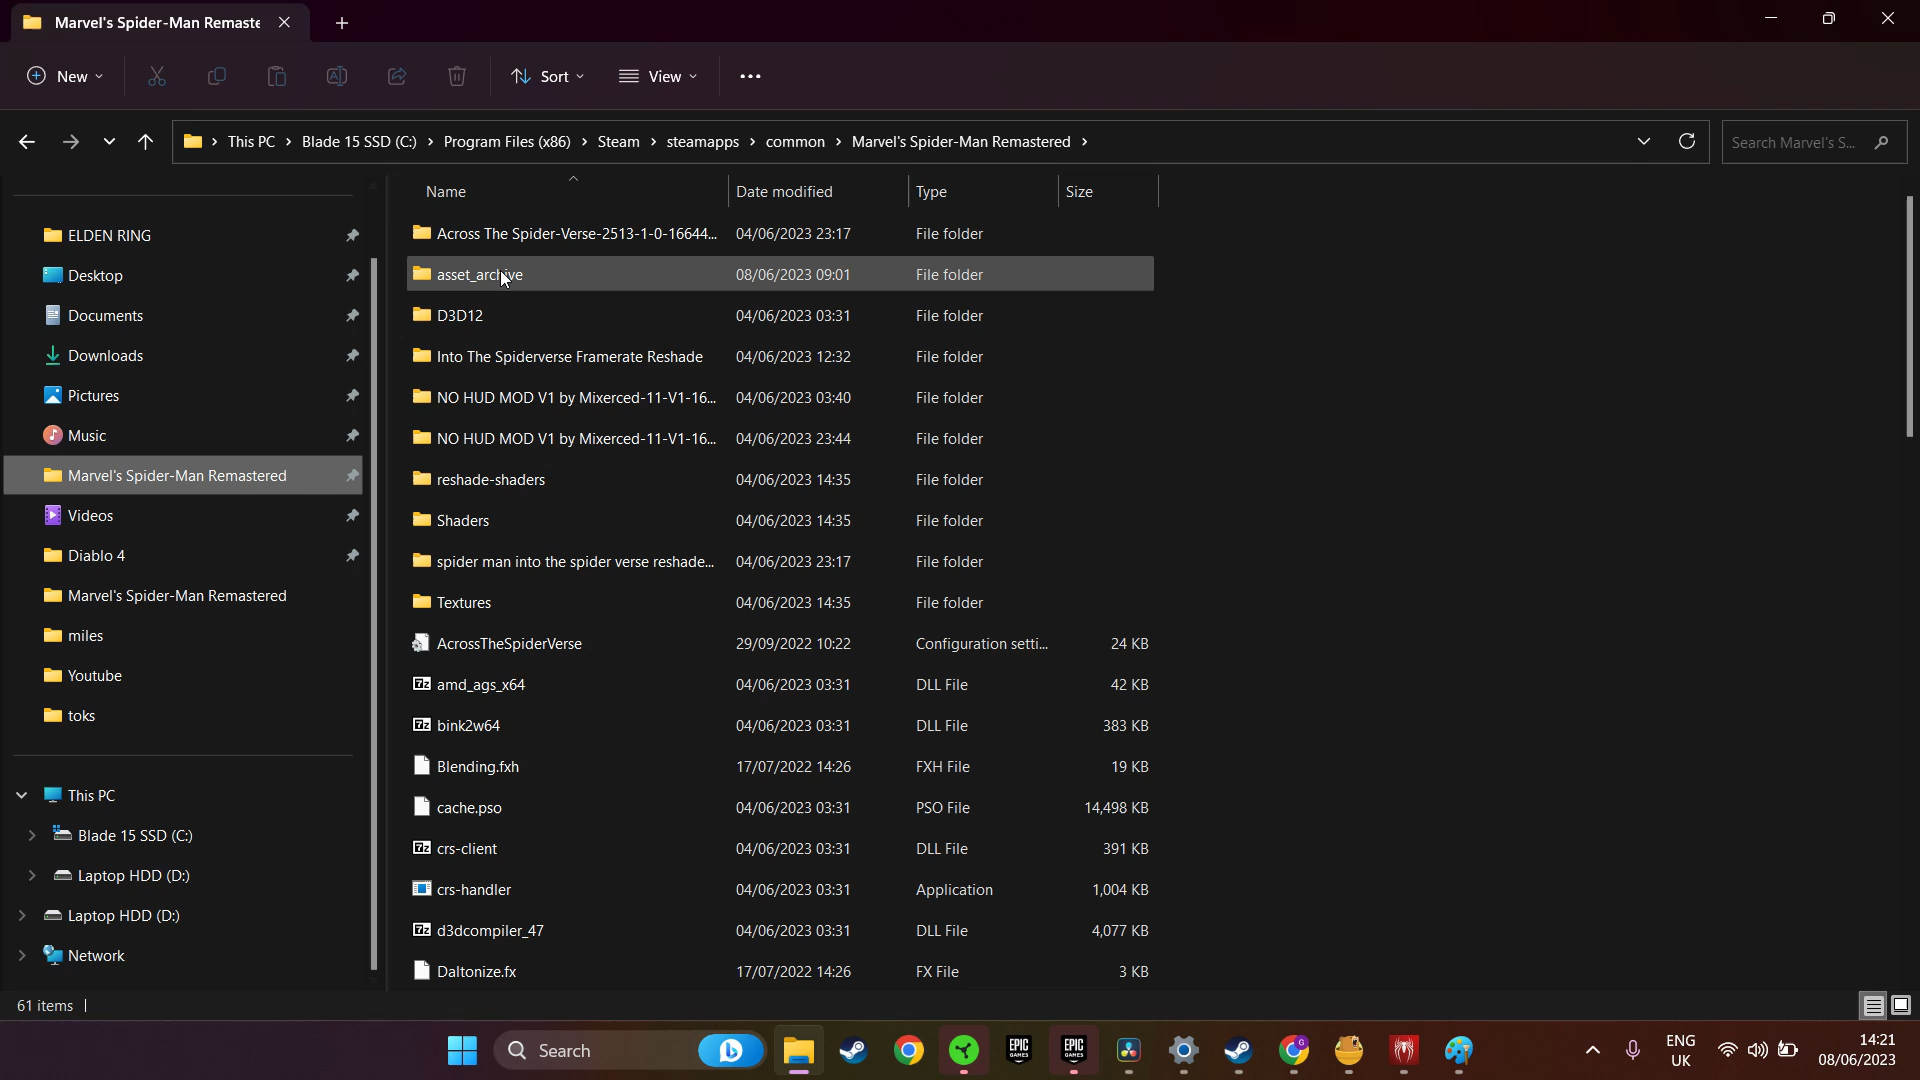 Marvel's Spider-Man Remaste
New
Sort
View
This PC
Blade 15 SSD (C:)
Program Files (x86)
Steam
steamapps
common
Marvel's Spider-Man Remastered
Search Marvel's S...
ELDEN RING
Desktop
Documents
Downloads
Pictures
Music
Marvel's Spider-Man Remastered
Videos
Diablo 4
Marvel's Spider-Man Remastered
miles
Youtube
toks
This PC
Blade 15 SSD (C:)
Laptop HDD (D:)
Laptop HDD (D:)
Network
Name Date modified Type Size
Across The Spider-Verse-2513-1-0-16644... 04/06/2023 23:17 File folder
asset_archive 08/06/2023 09:01 File folder
D3D12 04/06/2023 03:31 File folder
Into The Spiderverse Framerate Reshade 04/06/2023 12:32 File folder
NO HUD MOD V1 by Mixerced-11-V1-16... 04/06/2023 03:40 File folder
NO HUD MOD V1 by Mixerced-11-V1-16... 04/06/2023 23:44 File folder
reshade-shaders 04/06/2023 14:35 File folder
Shaders 04/06/2023 14:35 File folder
spider man into the spider verse reshade... 04/06/2023 23:17 File folder
Textures 04/06/2023 14:35 File folder
AcrossTheSpiderVerse 29/09/2022 10:22 Configuration setti... 24 KB
amd_ags_x64 04/06/2023 03:31 DLL File 42 KB
bink2w64 04/06/2023 03:31 DLL File 383 KB
Blending.fxh 17/07/2022 14:26 FXH File 19 KB
cache.pso 04/06/2023 03:31 PSO File 14,498 KB
crs-client 04/06/2023 03:31 DLL File 391 KB
crs-handler 04/06/2023 03:31 Application 1,004 KB
d3dcompiler_47 04/06/2023 03:31 DLL File 4,077 KB
Daltonize.fx 17/07/2022 14:26 FX File 3 KB
61 items
Search
EPIC GAMES
EPIC GAMES
ENG
UK
14:21
08/06/2023